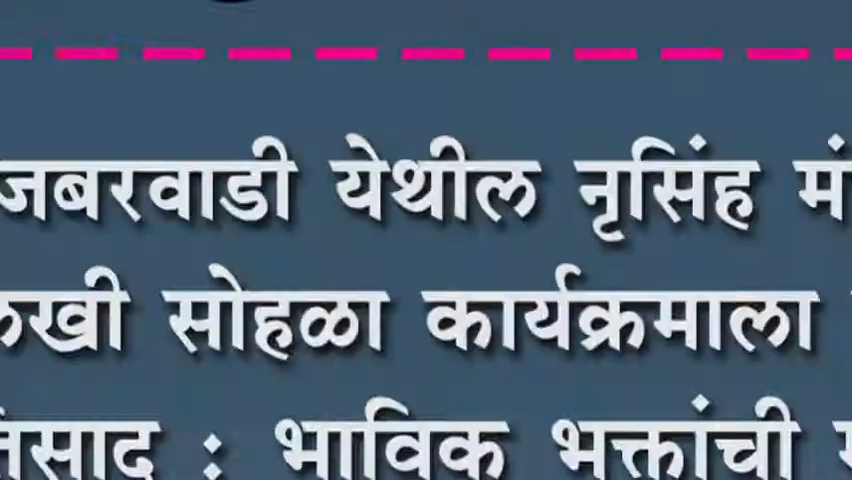 जबरवाडी येथील नृसिंह
सोहळा कार्यक्रमाला
: भाविक भक्तांची